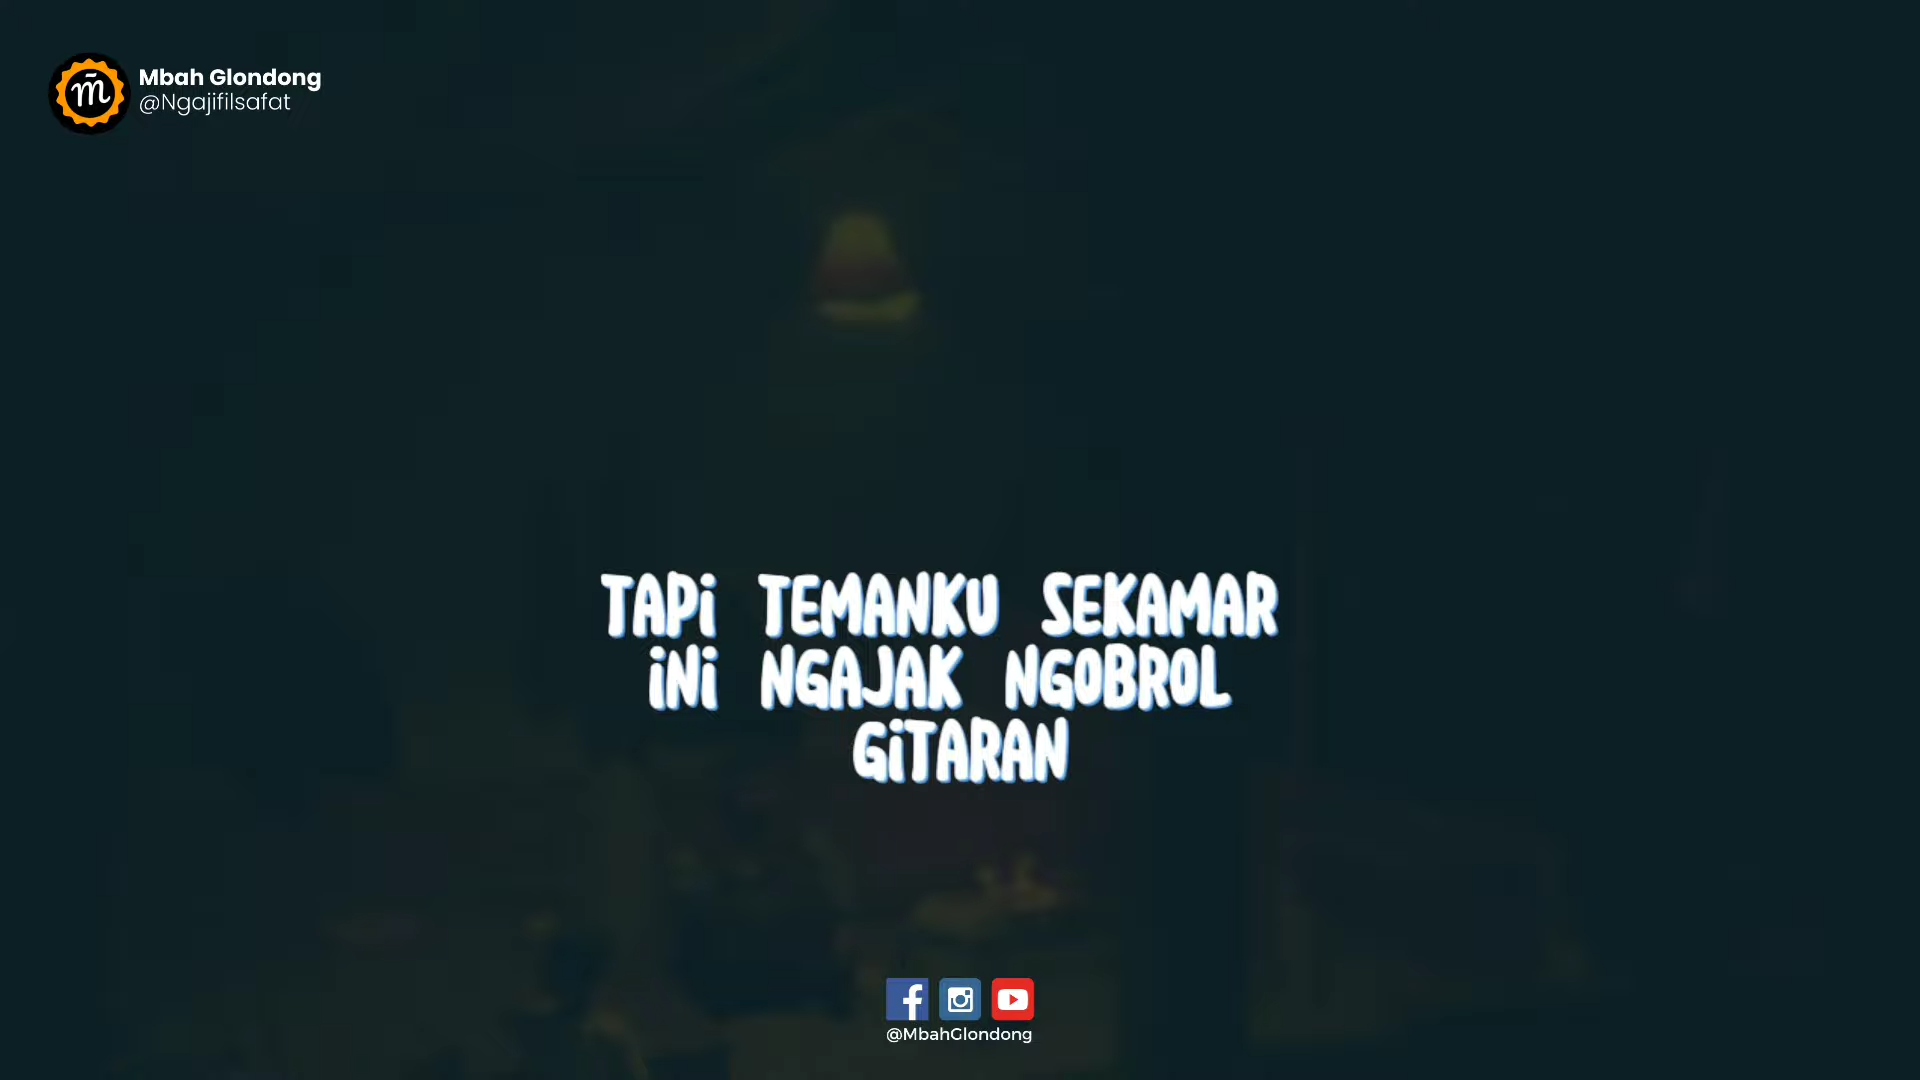 Mbah Glondong
@Ngajifilsafat
TAPi TEMANKU SEKAMAR
iNi NGAJAK NGOBROL
GiTARAN
@MbahGlondong